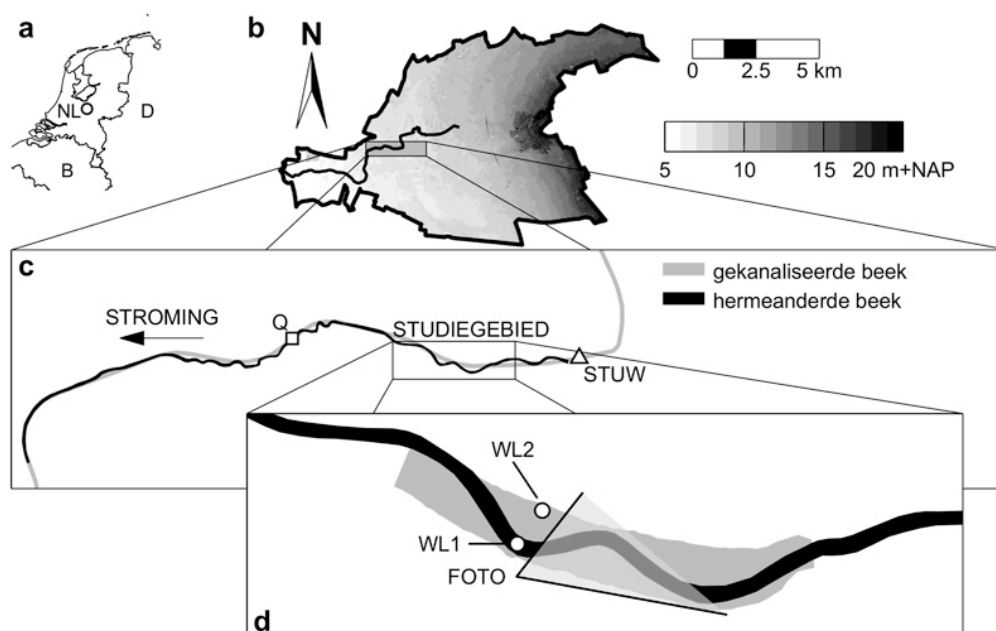 a
NL
D
B
b
N
0 2.5 5 km
5 10 15 20 m+NAP
c
gekanaliseerde beek
hermeanderde beek
STROMING
Q
STUDIEGEBIED
STUW
WL2
WL1
FOTO
d